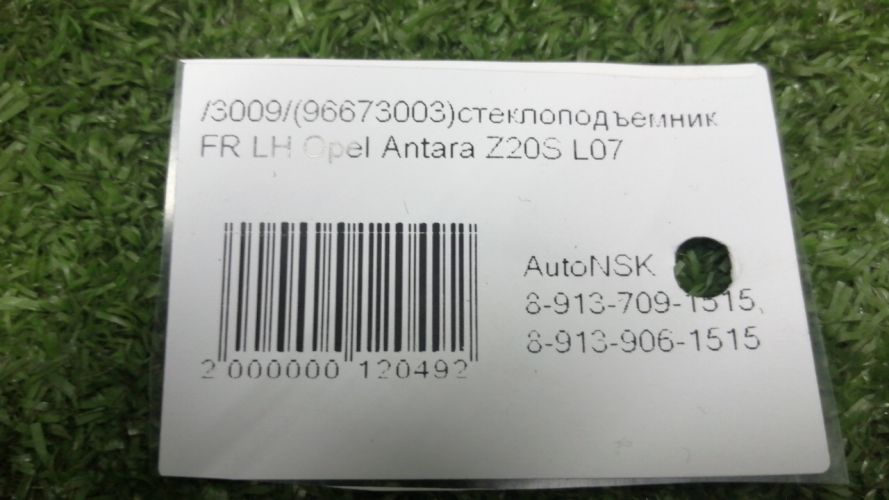 /3009/(96673003)стеклоподъемник
FR LH Opel Antara Z20S L07
AutoNSK
8-913-709-1515,
8-913-906-1515
2 000000 120492